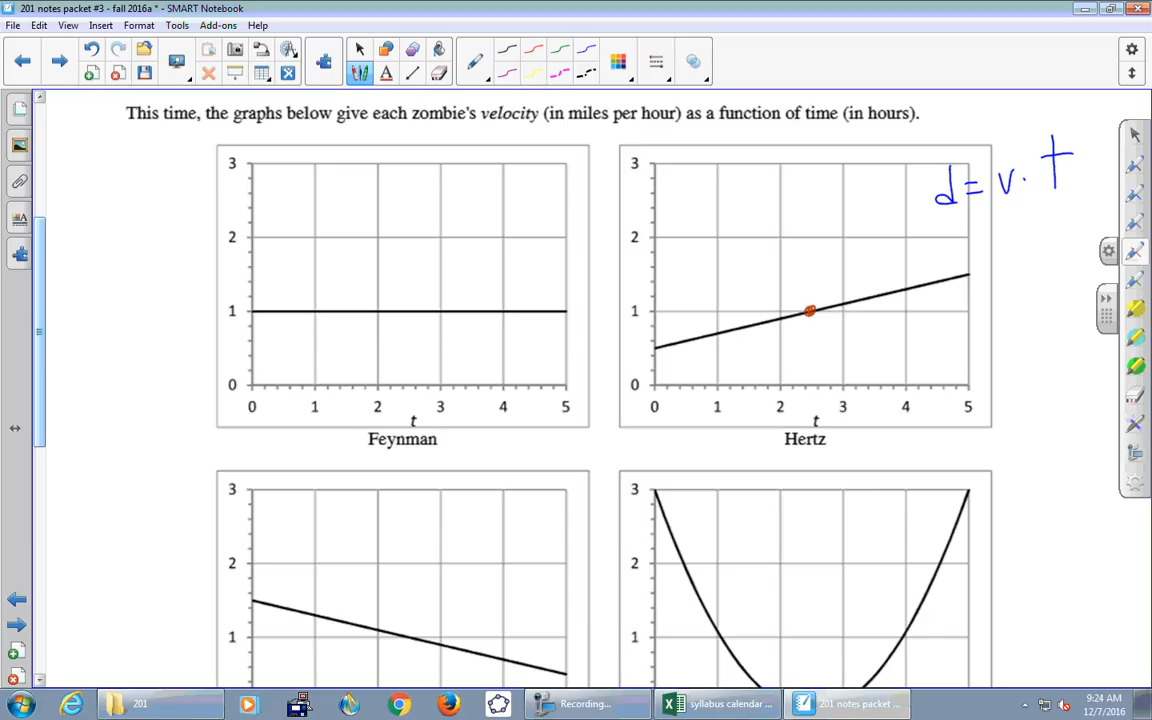 201 notes packet #3 - fall 2016a * - SMART Notebook
File Edit View Insert Format Tools Add-ons Help
This time, the graphs below give each zombie's velocity (in miles per hour) as a function of time (in hours).
d = v · t
3
2
1
0
0 1 2 3 4 5
t
Feynman
3
2
1
0
0 1 2 3 4 5
t
Hertz
3
2
1
3
2
1
201
Recording...
syllabus calendar ...
201 notes packet ...
9:24 AM
12/7/2016